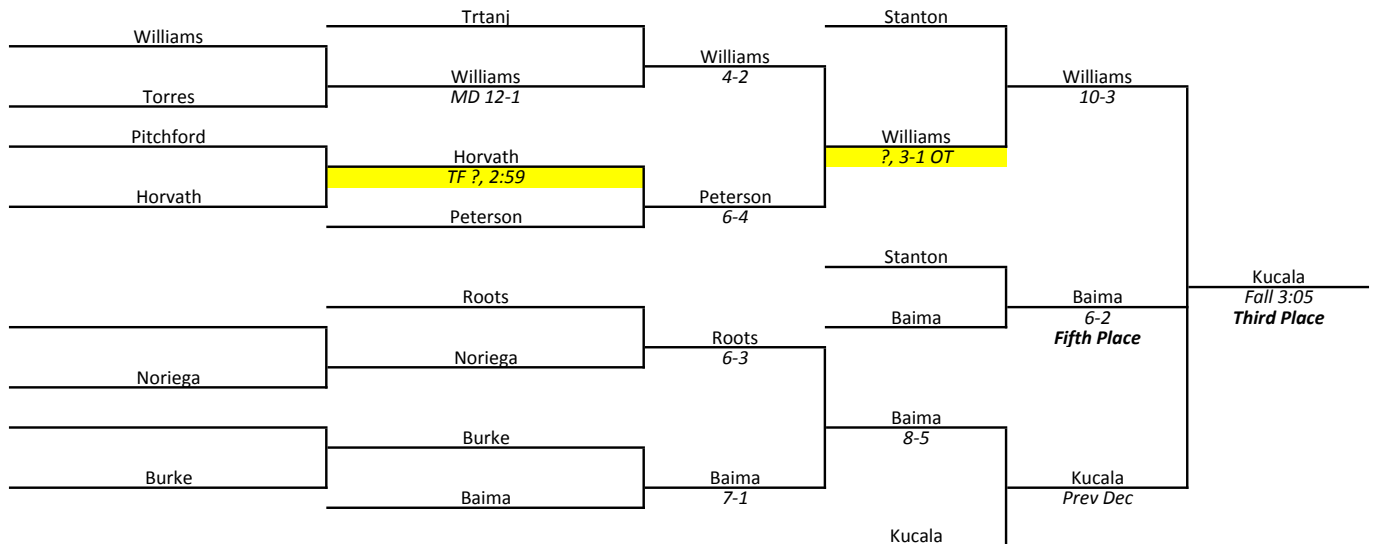 Trtanj
Stanton
Williams
Williams
4-2
Williams
MD 12-1
Williams
10-3
Torres
Pitchford
Williams
?, 3-1 OT
Horvath
TF ?, 2:59
Horvath
Peterson
6-4
Peterson
Stanton
Kucala
Fall 3:05
Third Place
Roots
Baima
6-2
Fifth Place
Baima
Roots
6-3
Noriega
Noriega
Baima
8-5
Burke
Burke
Baima
7-1
Kucala
Prev Dec
Baima
Kucala